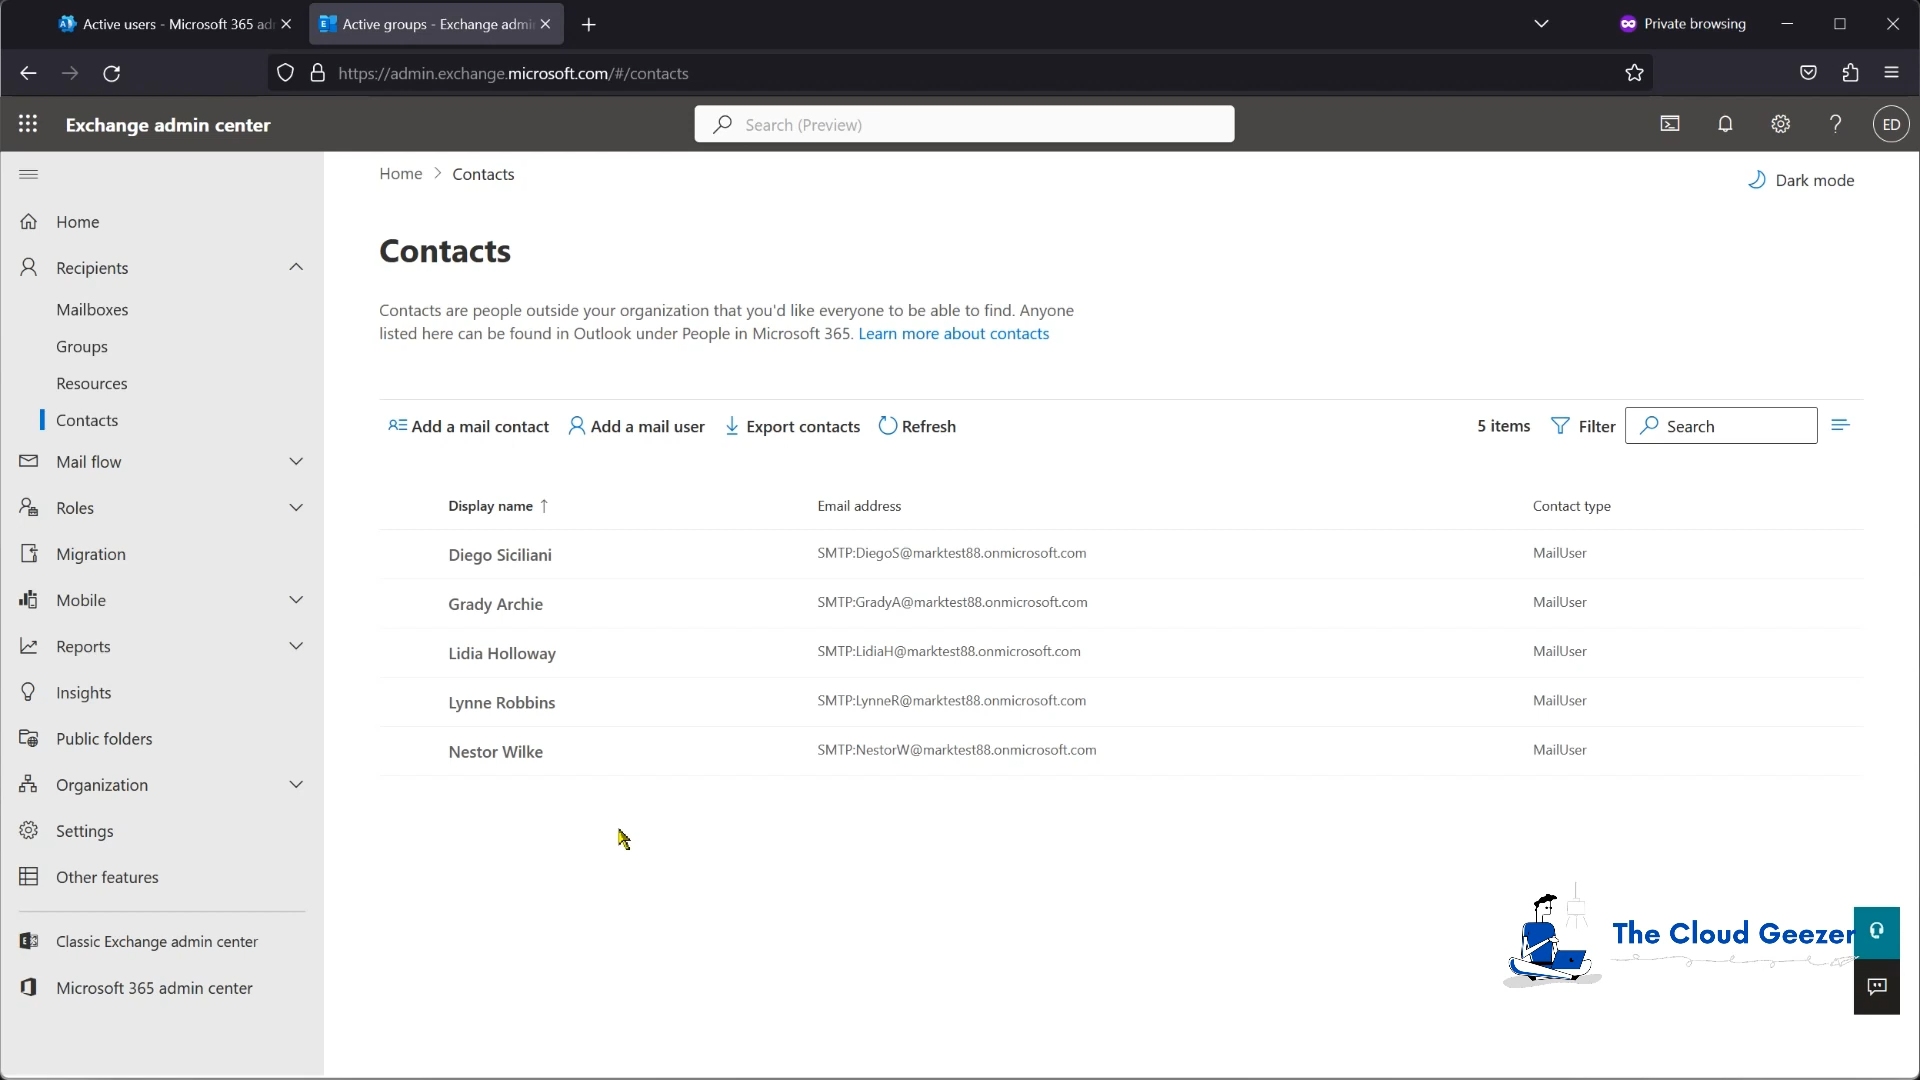 Active users - Microsoft 365 ad
Active groups - Exchange admi
Private browsing
https://admin.exchange.microsoft.com/#/contacts
Exchange admin center
Search (Preview)
ED
Home
Recipients
Mailboxes
Groups
Resources
Contacts
Mail flow
Roles
Migration
Mobile
Reports
Insights
Public folders
Organization
Settings
Other features
Classic Exchange admin center
Microsoft 365 admin center
Home > Contacts
Dark mode
Contacts
Contacts are people outside your organization that you'd like everyone to be able to find. Anyone
listed here can be found in Outlook under People in Microsoft 365. Learn more about contacts
Add a mail contact Add a mail user Export contacts Refresh 5 items Filter Search
Display name ↑ Email address Contact type
Diego Siciliani SMTP:DiegoS@marktest88.onmicrosoft.com MailUser
Grady Archie SMTP:GradyA@marktest88.onmicrosoft.com MailUser
Lidia Holloway SMTP:LidiaH@marktest88.onmicrosoft.com MailUser
Lynne Robbins SMTP:LynneR@marktest88.onmicrosoft.com MailUser
Nestor Wilke SMTP:NestorW@marktest88.onmicrosoft.com MailUser
The Cloud Geezer